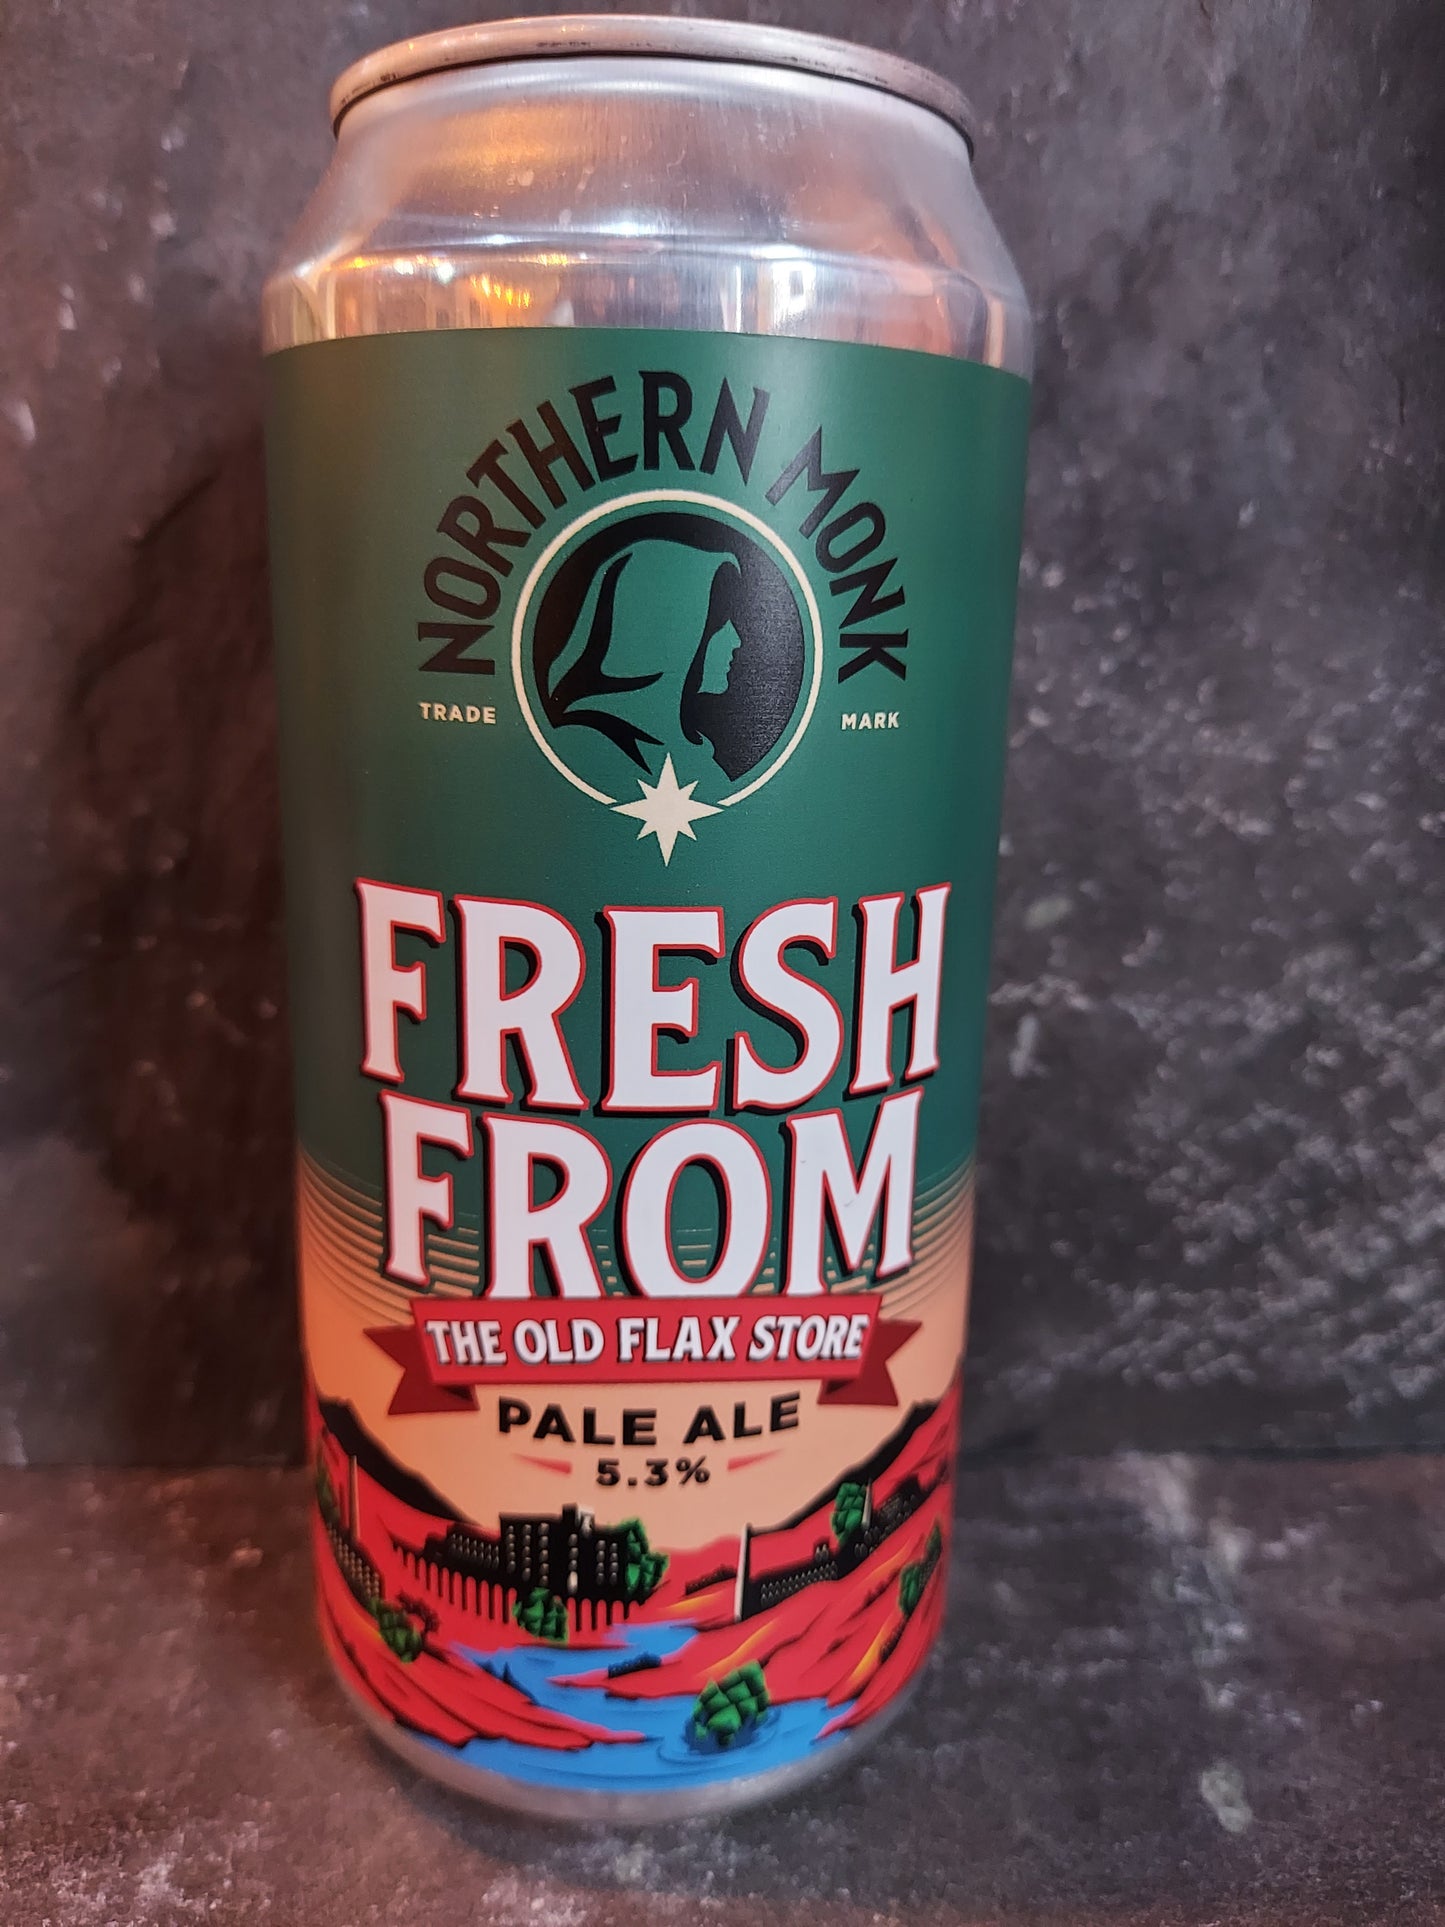 NORTHERN MONK
TRADE MARK
FRESH
FROM
THE OLD FLAX STORE
PALE ALE
5.3%